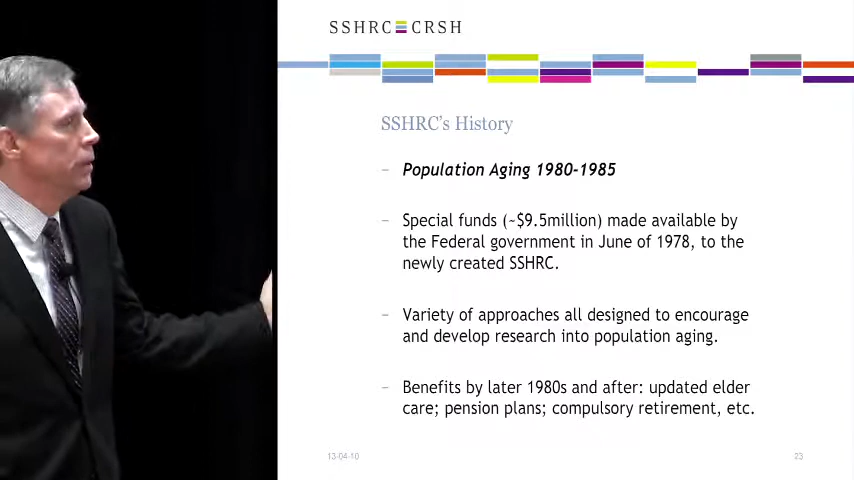 SSHRC CRSH
SSHRC's History
– Population Aging 1980-1985
– Special funds (~$9.5million) made available by
the Federal government in June of 1978, to the
newly created SSHRC.
– Variety of approaches all designed to encourage
and develop research into population aging.
– Benefits by later 1980s and after: updated elder
care; pension plans; compulsory retirement, etc.
13-04-10
23